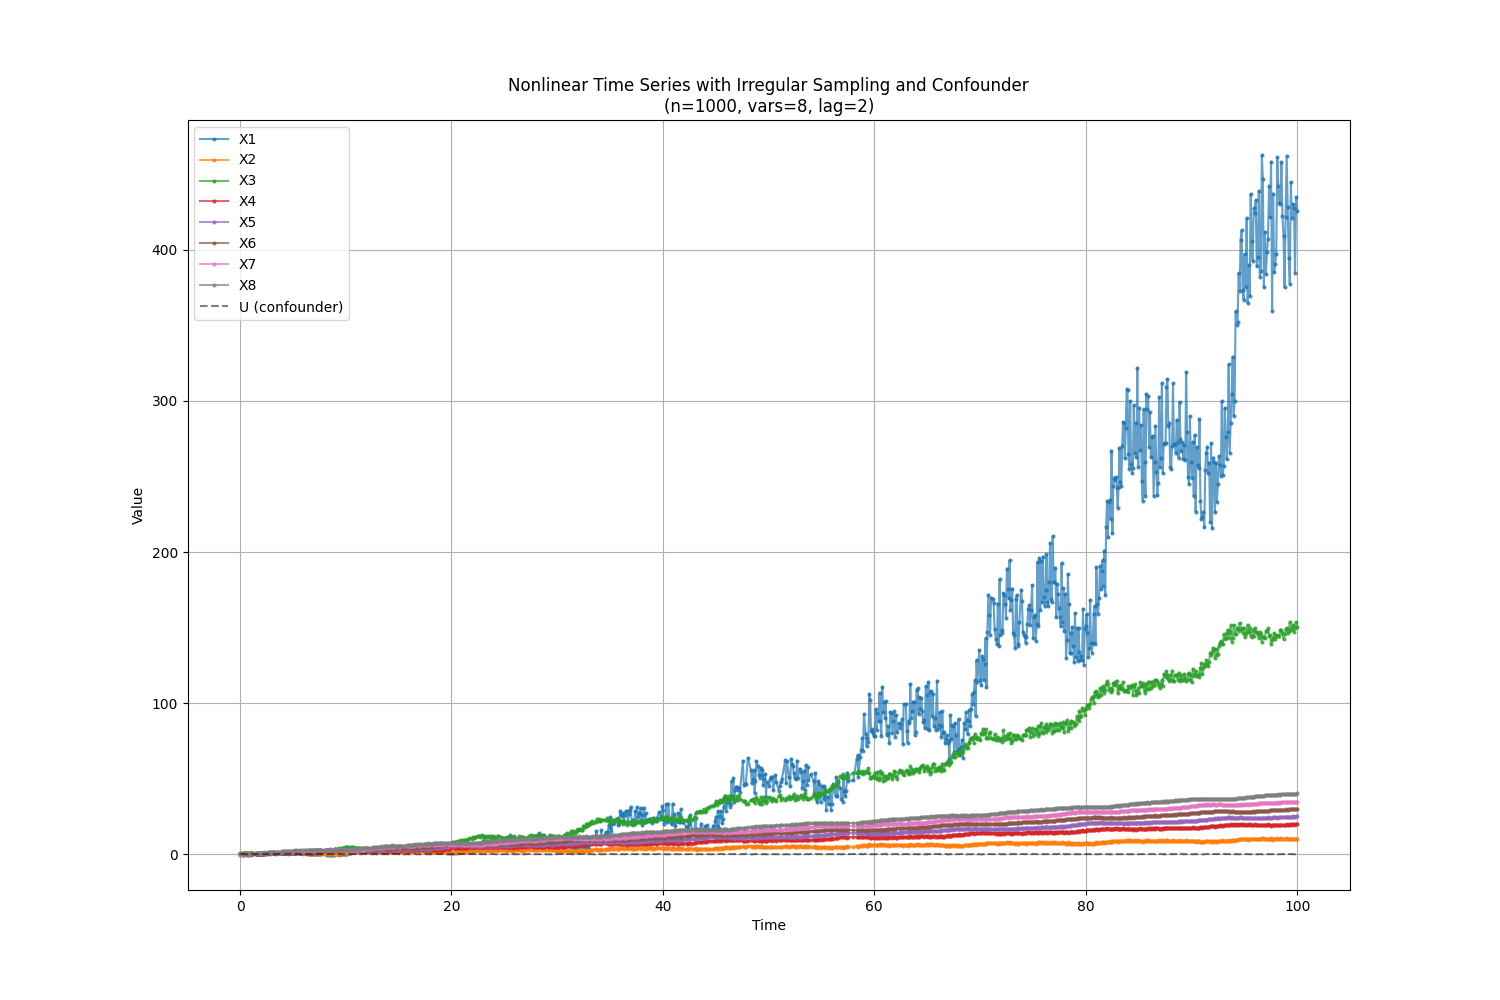 Nonlinear Time Series with Irregular Sampling and Confounder
(n=1000, vars=8, lag=2)
X1
X2
X3
X4
X5
X6
X7
X8
U (confounder)
Value
400
300
200
100
0
0 20 40 60 80 100
Time